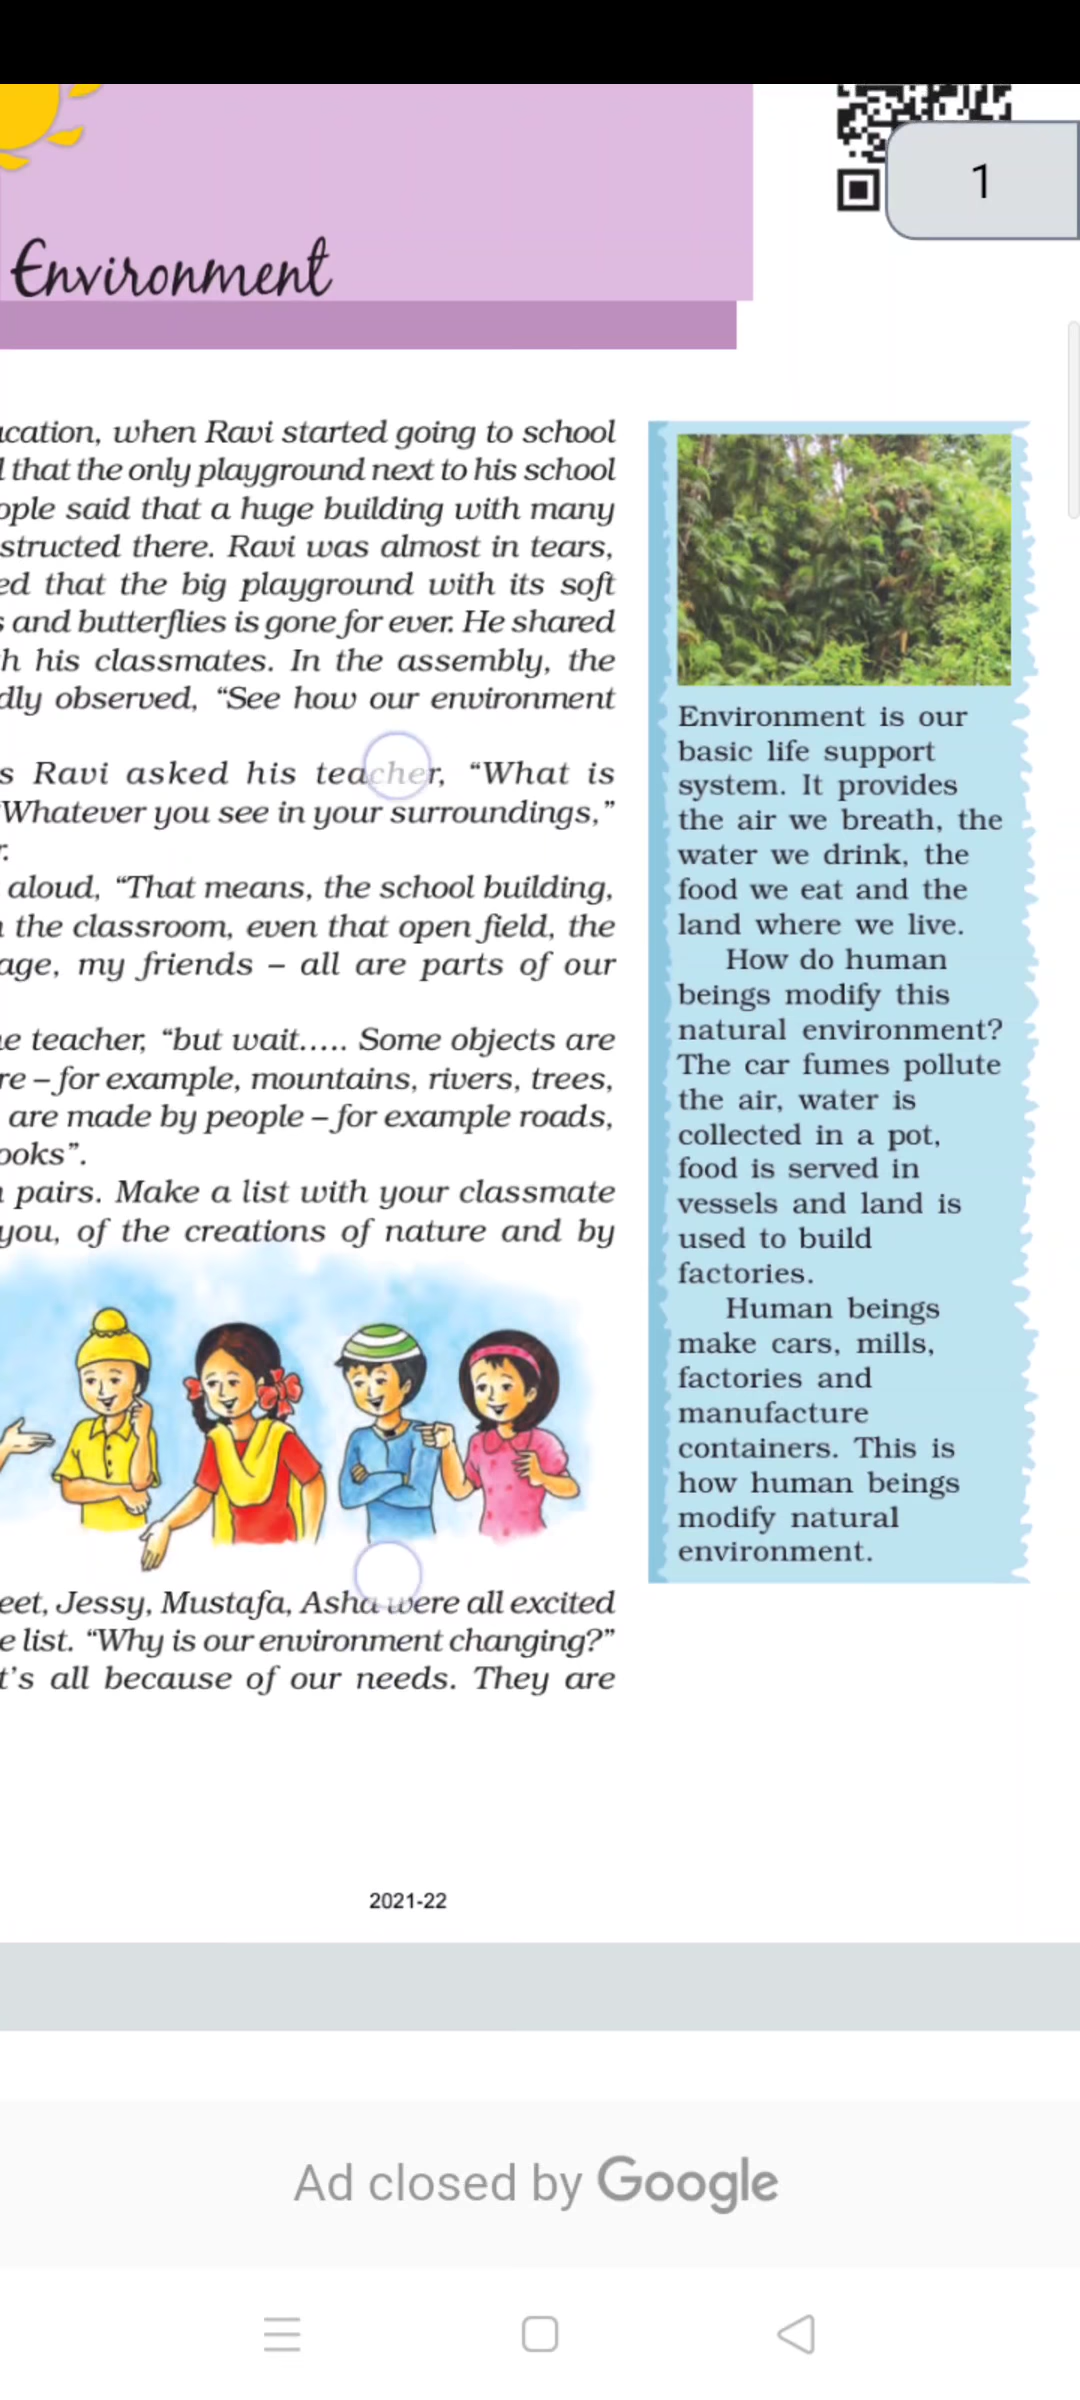 1
Environment
ucation, when Ravi started going to school
that the only playground next to his school
ople said that a huge building with many
structed there. Ravi was almost in tears,
ed that the big playground with its soft
s and butterflies is gone for ever. He shared
h his classmates. In the assembly, the
dly observed, “See how our environment
s Ravi asked his teacher, “What is
Whatever you see in your surroundings,”
r.
aloud, “That means, the school building,
the classroom, even that open field, the
age, my friends – all are parts of our
e teacher, “but wait..... Some objects are
re – for example, mountains, rivers, trees,
are made by people – for example roads,
ooks”.
pairs. Make a list with your classmate
you, of the creations of nature and by
eet, Jessy, Mustafa, Asha were all excited
e list. “Why is our environment changing?”
t’s all because of our needs. They are
Environment is our
basic life support
system. It provides
the air we breath, the
water we drink, the
food we eat and the
land where we live.
How do human
beings modify this
natural environment?
The car fumes pollute
the air, water is
collected in a pot,
food is served in
vessels and land is
used to build
factories.
Human beings
make cars, mills,
factories and
manufacture
containers. This is
how human beings
modify natural
environment.
2021-22
Ad closed by Google